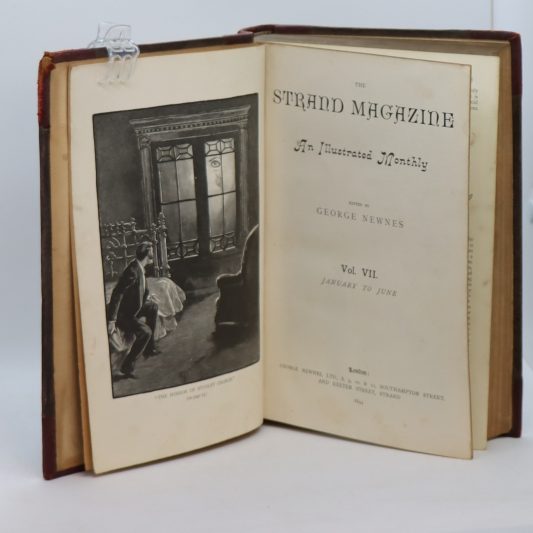 THE
STRAND MAGAZINE
An Illustrated Monthly
EDITED BY
GEORGE NEWNES
Vol. VII.
JANUARY TO JUNE
London:
GEORGE NEWNES, LTD. 8, 9, 10, & 11, SOUTHAMPTON STREET,
AND EXETER STREET, STRAND
1894